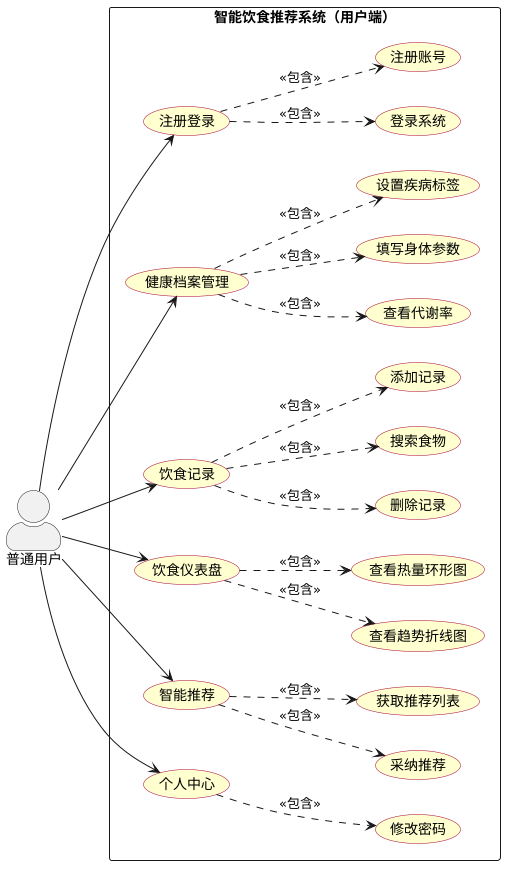 智能饮食推荐系统（用户端）
注册账号
«包含»
注册登录
«包含»
登录系统
设置疾病标签
«包含»
«包含»
填写身体参数
健康档案管理
«包含»
查看代谢率
添加记录
«包含»
«包含»
搜索食物
饮食记录
«包含»
删除记录
普通用户
«包含»
查看热量环形图
饮食仪表盘
«包含»
查看趋势折线图
«包含»
智能推荐
获取推荐列表
«包含»
采纳推荐
个人中心
«包含»
修改密码